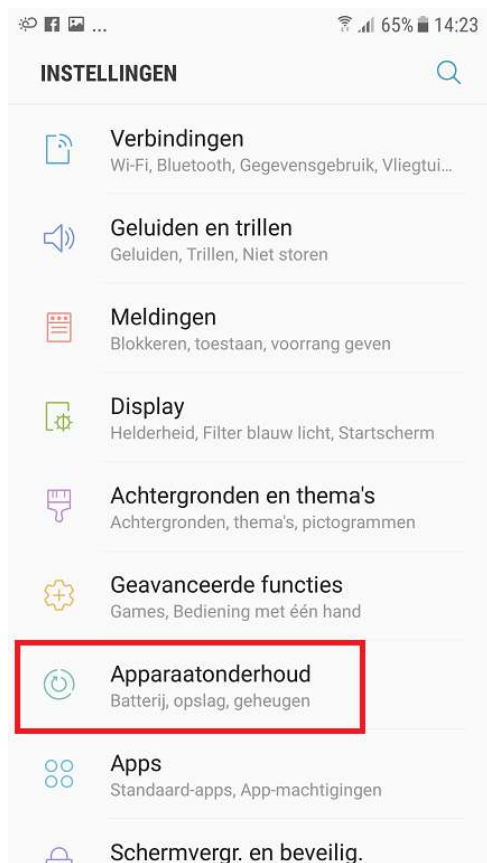 ... 65% 14:23
INSTELLINGEN
Verbindingen
Wi-Fi, Bluetooth, Gegevensgebruik, Vliegtui...
Geluiden en trillen
Geluiden, Trillen, Niet storen
Meldingen
Blokkeren, toestaan, voorrang geven
Display
Helderheid, Filter blauw licht, Startscherm
Achtergronden en thema's
Achtergronden, thema's, pictogrammen
Geavanceerde functies
Games, Bediening met één hand
Apparaatonderhoud
Batterij, opslag, geheugen
Apps
Standaard-apps, App-machtigingen
Schermvergr. en beveilig.